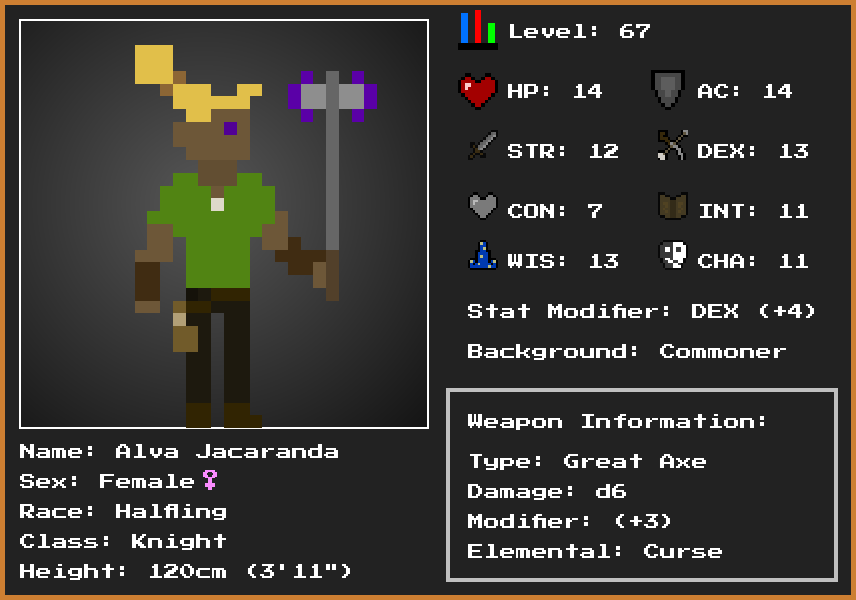 Level: 67
HP: 14
AC: 14
STR: 12
DEX: 13
CON: 7
INT: 11
WIS: 13
CHA: 11
Stat Modifier: DEX (+4)
Background: Commoner
Weapon Information:
Type: Great Axe
Damage: d6
Modifier: (+3)
Elemental: Curse
Name: Alva Jacaranda
Sex: Female♀
Race: Halfling
Class: Knight
Height: 120cm (3'11")